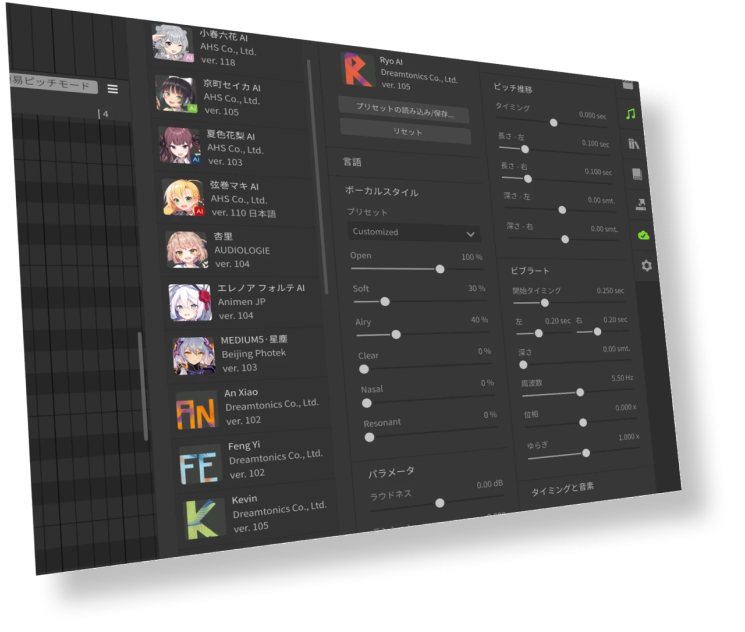 易ピッチモード
4
小春六花 AI
AHS Co., Ltd.
ver. 118
京町セイカ AI
AHS Co., Ltd.
ver. 105
夏色花梨 AI
AHS Co., Ltd.
ver. 103
弦巻マキ AI
AHS Co., Ltd.
ver. 110 日本語
杏里
AUDIOLOGIE
ver. 104
エレノア フォルテ AI
Animen JP
ver. 104
MEDIUM5·星塵
Beijing Photek
ver. 103
An Xiao
Dreamtonics Co., Ltd.
ver. 102
Feng Yi
Dreamtonics Co., Ltd.
ver. 102
Kevin
Dreamtonics Co., Ltd.
ver. 105
AI
AI
AI
AI
AN
FE
K
R
Ryo AI
Dreamtonics Co., Ltd.
ver. 105
プリセットの読み込み/保存...
リセット
言語
ボーカルスタイル
プリセット
Customized
Open 100 %
Soft 30 %
Airy 40 %
Clear 0 %
Nasal 0 %
Resonant 0 %
パラメータ
ラウドネス 0.00 dB
ピッチ推移
タイミング 0.000 sec
長さ - 左 0.100 sec
長さ - 右 0.100 sec
深さ - 左 0.00 smt.
深さ - 右 0.00 smt.
ビブラート
開始タイミング 0.250 sec
左 0.20 sec 右 0.20 sec
深さ 0.00 smt.
周波数 5.50 Hz
位相 0.000 x
ゆらぎ 1.000 x
タイミングと音素